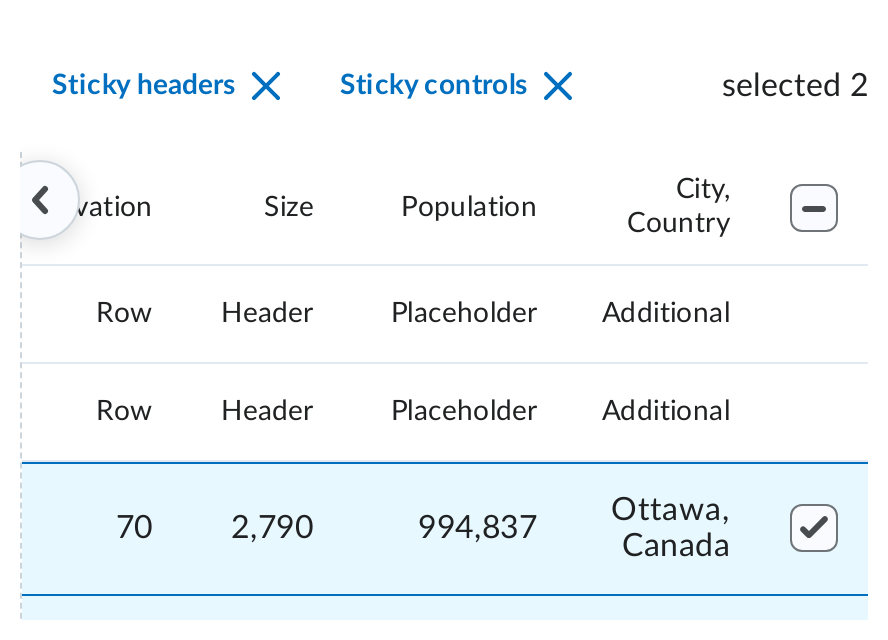 Sticky headers Sticky controls selected 2
vation Size Population City,
Country
Row Header Placeholder Additional
Row Header Placeholder Additional
70 2,790 994,837 Ottawa,
Canada